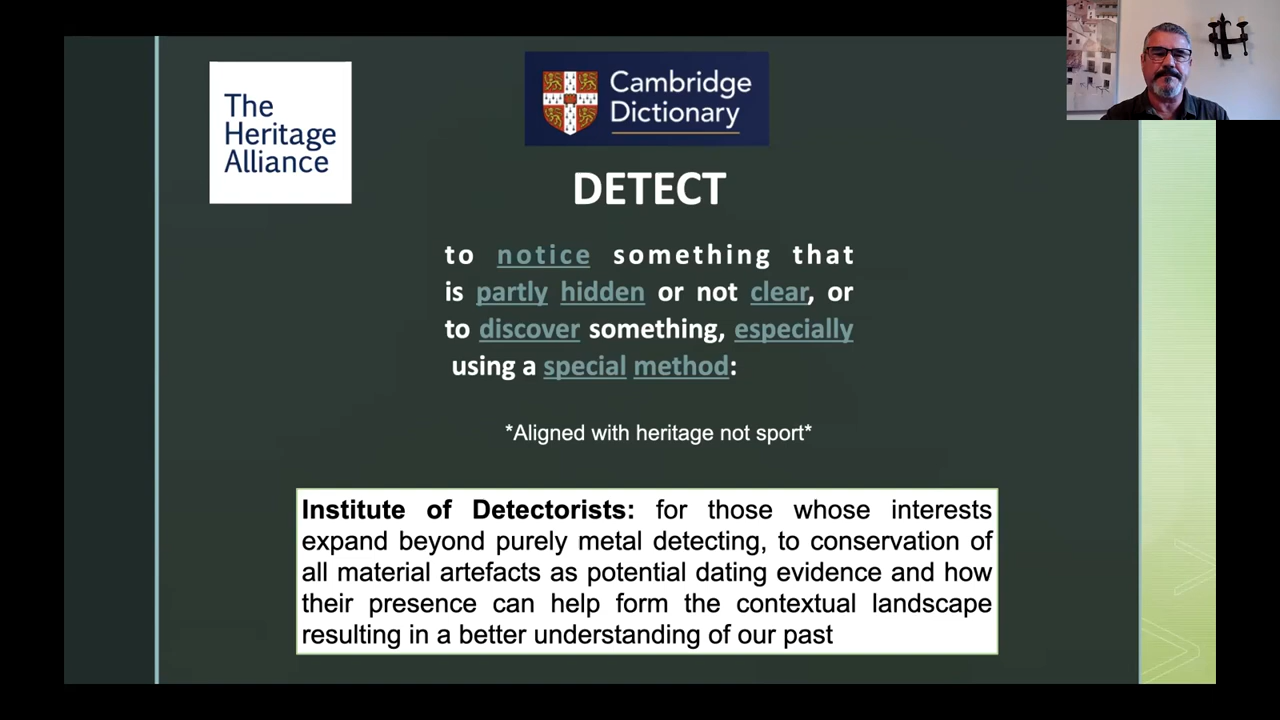 The
Heritage
Alliance
Cambridge
Dictionary
DETECT
to notice something that
is partly hidden or not clear, or
to discover something, especially
using a special method:
*Aligned with heritage not sport*
Institute of Detectorists: for those whose interests
expand beyond purely metal detecting, to conservation of
all material artefacts as potential dating evidence and how
their presence can help form the contextual landscape
resulting in a better understanding of our past